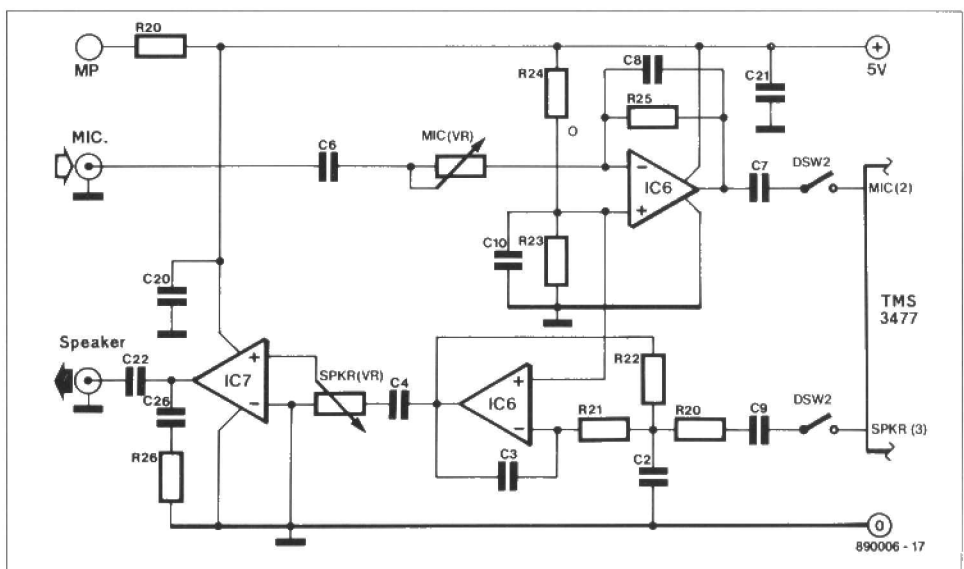 R20
MP
+
5V
R24
C8
R25
C21
MIC.
C6
MIC(VR)
O
IC6
−
+
C7
DSW2
MIC(2)
C10
R23
TMS
3477
C20
Speaker
C22
C26
IC7
+
−
SPKR(VR)
C4
IC6
+
−
R22
R21
R20
C9
DSW2
SPKR (3)
C3
C2
R26
0
890006 - 17